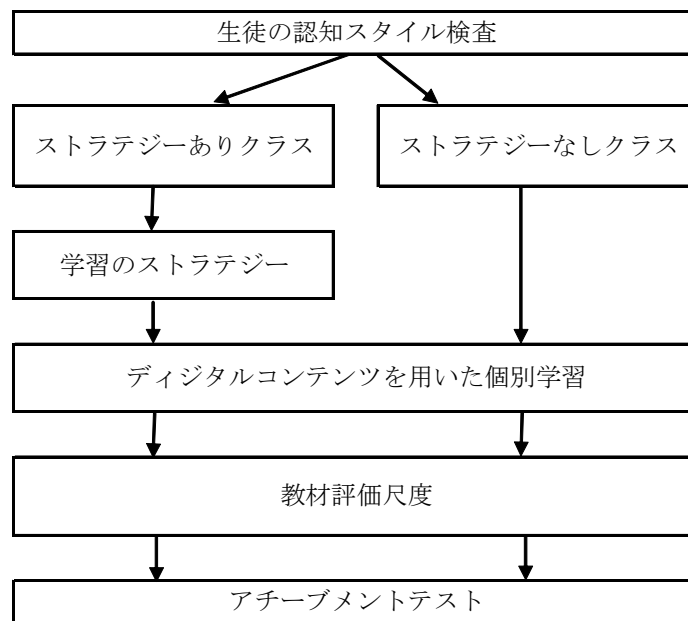 生徒の認知スタイル検査
ストラテジーありクラス
ストラテジーなしクラス
学習のストラテジー
ディジタルコンテンツを用いた個別学習
教材評価尺度
アチーブメントテスト